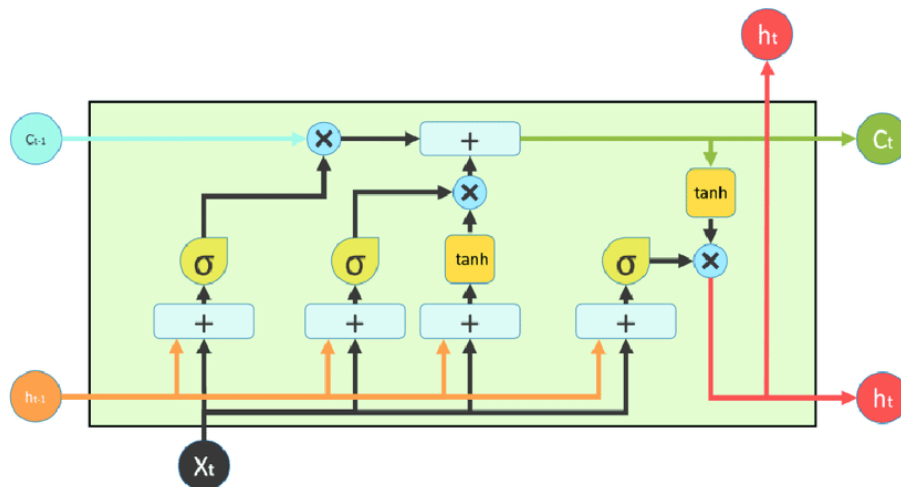 ht
Ct-1
×
+
Ct
×
tanh
σ
σ
tanh
σ
×
+
+
+
+
ht-1
ht
Xt